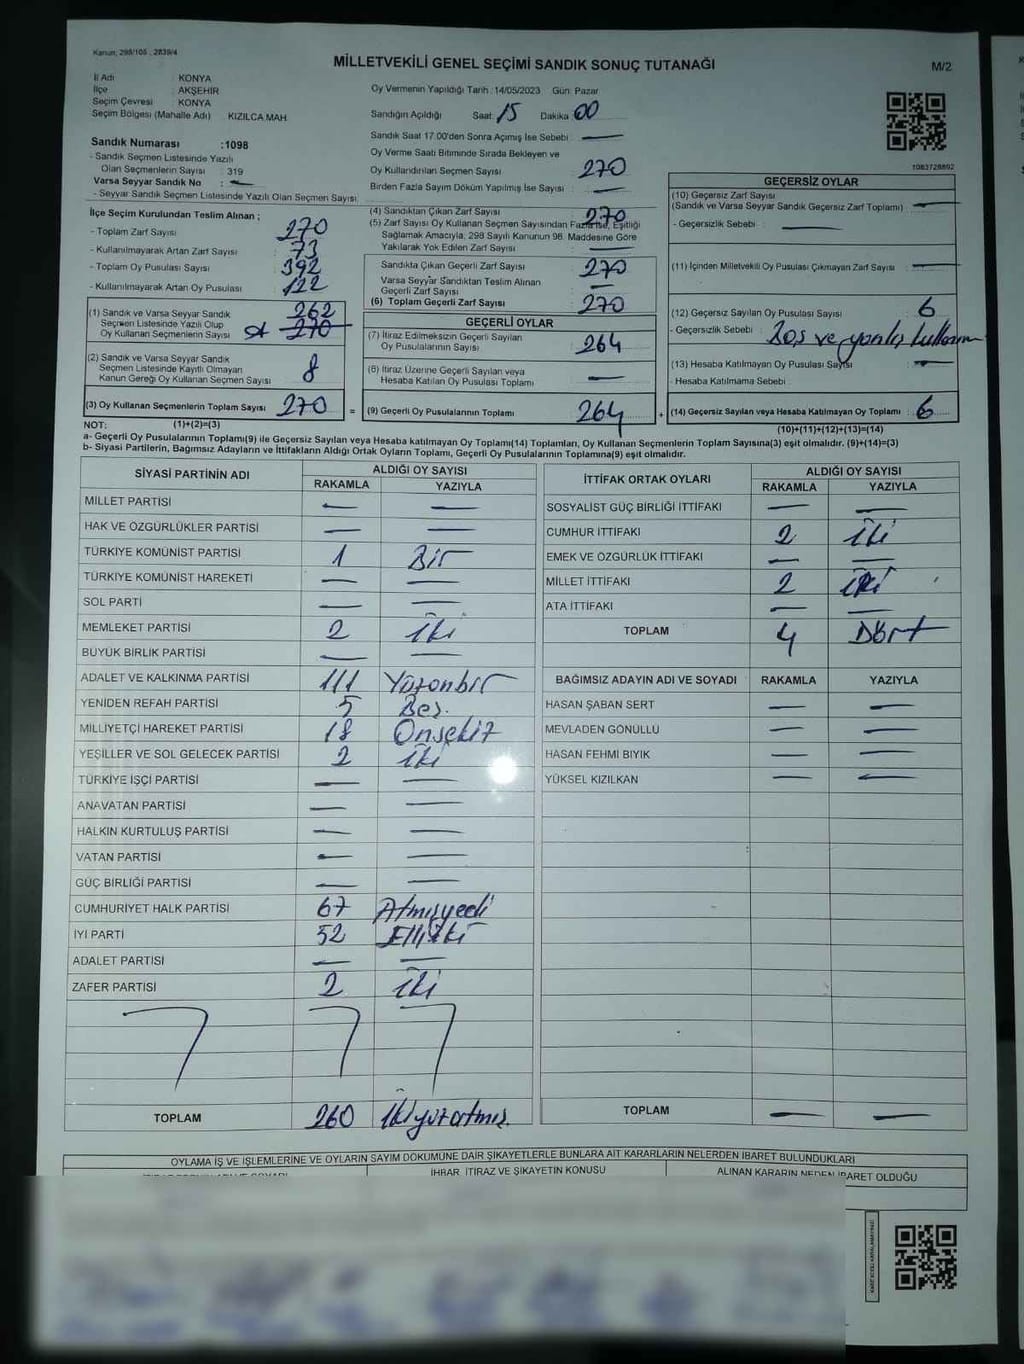 Kanun: 298/105 , 2839/4
MİLLETVEKİLİ GENEL SEÇİMİ SANDIK SONUÇ TUTANAĞI
M/2
İl Adı : KONYA
İlçe : AKŞEHİR
Seçim Çevresi : KONYA
Seçim Bölgesi (Mahalle Adı) : KIZILCA MAH.
Sandık Numarası :1098
- Sandık Seçmen Listesinde Yazılı
Olan Seçmenlerin Sayısı : 319
Varsa Seyyar Sandık No : —
- Seyyar Sandık Seçmen Listesinde Yazılı Olan Seçmen Sayısı
Oy Vermenin Yapıldığı Tarih :14/05/2023 Gün: Pazar
Sandığın Açıldığı Saat 15 Dakika 00
Sandık Saat 17.00'den Sonra Açımış İse Sebebi —
Oy Verme Saati Bitiminde Sırada Bekleyen ve
Oy Kullandırılan Seçmen Sayısı 270
Birden Fazla Sayım Döküm Yapılmış İse Sayısı : —
1083728892
İlçe Seçim Kurulundan Teslim Alınan ;
- Toplam Zarf Sayısı : 270
- Kullanılmayarak Artan Zarf Sayısı : 73
- Toplam Oy Pusulası Sayısı : 392
- Kullanılmayarak Artan Oy Pusulası : 122
(1) Sandık ve Varsa Seyyar Sandık
Seçmen Listesinde Yazılı Olup
Oy Kullanan Seçmenlerin Sayısı 262
270
(2) Sandık ve Varsa Seyyar Sandık
Seçmen Listesinde Kayıtlı Olmayan
Kanun Gereği Oy Kullanan Seçmen Sayısı 8
(3) Oy Kullanan Seçmenlerin Toplam Sayısı 270 =
(4) Sandıktan Çıkan Zarf Sayısı 270
(5) Zarf Sayısı Oy Kullanan Seçmen Sayısından Fazla İse, Eşitliği
Sağlamak Amacıyla, 298 Sayılı Kanunun 98. Maddesine Göre
Yakılarak Yok Edilen Zarf Sayısı —
Sandıkta Çıkan Geçerli Zarf Sayısı 270
Varsa Seyyar Sandıktan Teslim Alınan
Geçerli Zarf Sayısı —
(6) Toplam Geçerli Zarf Sayısı 270
GEÇERLİ OYLAR
(7) İtiraz Edilmeksizin Geçerli Sayılan
Oy Pusulalarının Sayısı 264
(8) İtiraz Üzerine Geçerli Sayılan veya
Hesaba Katılan Oy Pusulası Toplamı —
(9) Geçerli Oy Pusulalarının Toplamı 264 +
GEÇERSİZ OYLAR
(10) Geçersiz Zarf Sayısı
(Sandık ve Varsa Seyyar Sandık Geçersiz Zarf Toplamı) —
- Geçersizlik Sebebi : —
(11) İçinden Milletvekili Oy Pusulası Çıkmayan Zarf Sayısı —
(12) Geçersiz Sayılan Oy Pusulası Sayısı : 6
- Geçersizlik Sebebi : Boş ve yanlış kullanım
(13) Hesaba Katılmayan Oy Pusulası Sayısı —
- Hesaba Katılmama Sebebi :
(14) Geçersiz Sayılan veya Hesaba Katılmayan Oy Toplamı : 6
(10)+(11)+(12)+(13)=(14)
NOT: (1)+(2)=(3)
a- Geçerli Oy Pusulalarının Toplamı(9) ile Geçersiz Sayılan veya Hesaba katılmayan Oy Toplamı(14) Toplamları, Oy Kullanan Seçmenlerin Toplam Sayısına(3) eşit olmalıdır. (9)+(14)=(3)
b- Siyasi Partilerin, Bağımsız Adayların ve İttifakların Aldığı Ortak Oyların Toplamı, Geçerli Oy Pusulalarının Toplamına(9) eşit olmalıdır.
SİYASİ PARTİNİN ADI ALDIĞI OY SAYISI
RAKAMLA YAZIYLA
MİLLET PARTİSİ — —
HAK VE ÖZGÜRLÜKLER PARTİSİ — —
TÜRKİYE KOMÜNİST PARTİSİ 1 Bir
TÜRKİYE KOMÜNİST HAREKETİ — —
SOL PARTİ — —
MEMLEKET PARTİSİ 2 İki
BÜYÜK BİRLİK PARTİSİ — —
ADALET VE KALKINMA PARTİSİ 111 Yüzonbir
YENİDEN REFAH PARTİSİ 5 Beş.
MİLLİYETÇİ HAREKET PARTİSİ 18 Onsekiz
YEŞİLLER VE SOL GELECEK PARTİSİ 2 İki
TÜRKİYE İŞÇİ PARTİSİ — —
ANAVATAN PARTİSİ — —
HALKIN KURTULUŞ PARTİSİ — —
VATAN PARTİSİ — —
GÜÇ BİRLİĞİ PARTİSİ — —
CUMHURİYET HALK PARTİSİ 67 Atmışyedi
İYİ PARTİ 52 Elliiki
ADALET PARTİSİ — —
ZAFER PARTİSİ 2 İki
TOPLAM 260 İkiyüzatmış.
İTTİFAK ORTAK OYLARI ALDIĞI OY SAYISI
RAKAMLA YAZIYLA
SOSYALİST GÜÇ BİRLİĞİ İTTİFAKI — —
CUMHUR İTTİFAKI 2 İki
EMEK VE ÖZGÜRLÜK İTTİFAKI — —
MİLLET İTTİFAKI 2 İki
ATA İTTİFAKI — —
TOPLAM 4 Dört
BAĞIMSIZ ADAYIN ADI VE SOYADI RAKAMLA YAZIYLA
HASAN ŞABAN SERT — —
MEVLADEN GÖNÜLLÜ — —
HASAN FEHMİ BIYIK — —
YÜKSEL KIZILKAN — —
TOPLAM — —
OYLAMA İŞ VE İŞLEMLERİNE VE OYLARIN SAYIM DÖKÜMÜNE DAİR ŞİKAYETLERLE BUNLARA AİT KARARLARIN NELERDEN İBARET BULUNDUKLARI
İHBAR İTİRAZ VE ŞİKAYETİN KONUSU
ALINAN KARARIN NEDEN İBARET OLDUĞU